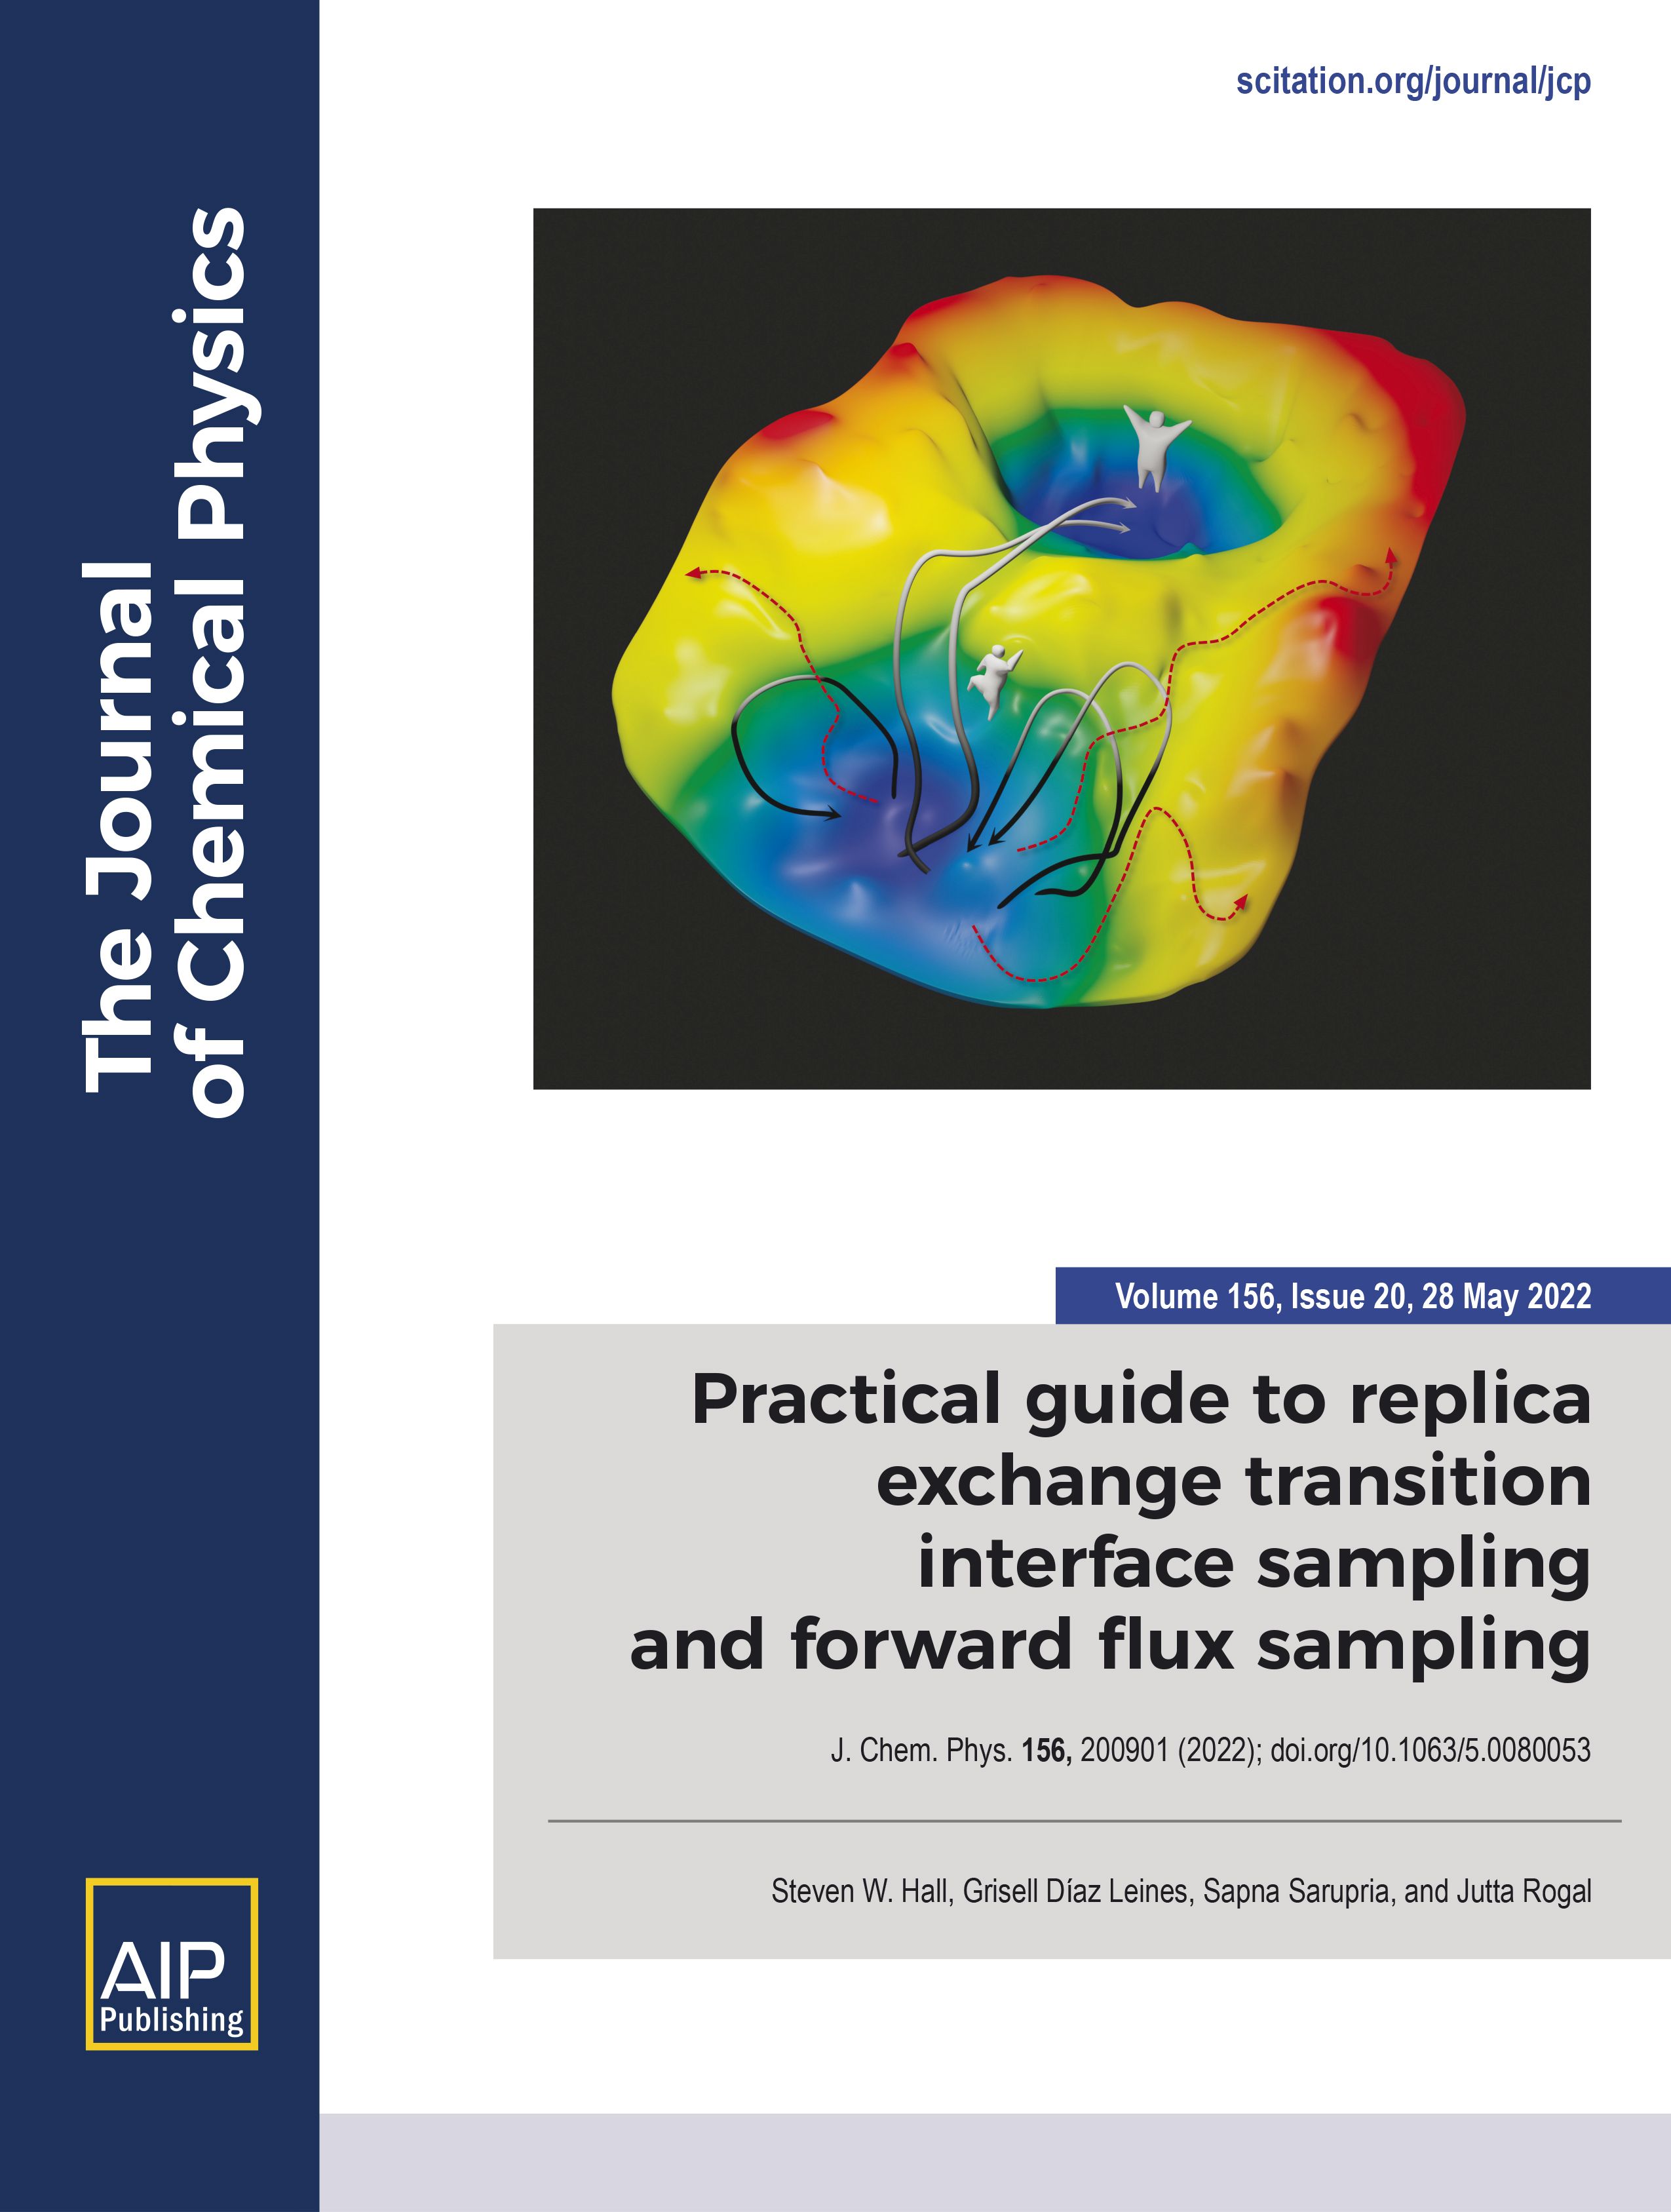 scitation.org/journal/jcp
The Journal
of Chemical Physics
Volume 156, Issue 20, 28 May 2022
Practical guide to replica
exchange transition
interface sampling
and forward flux sampling
J. Chem. Phys. 156, 200901 (2022); doi.org/10.1063/5.0080053
Steven W. Hall, Grisell Díaz Leines, Sapna Sarupria, and Jutta Rogal
AIP
Publishing